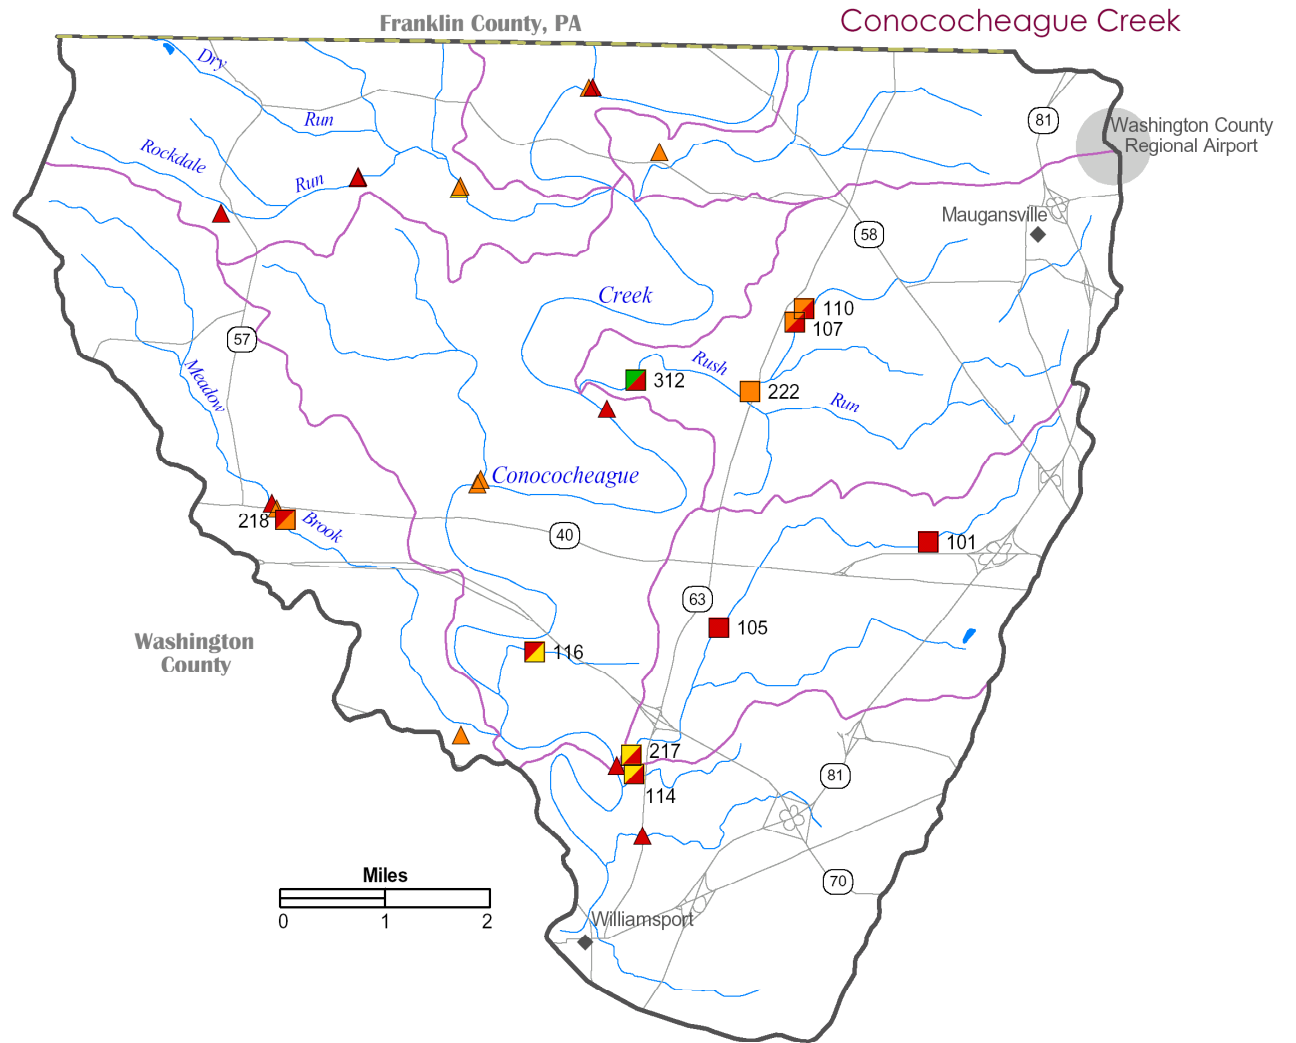 Franklin County, PA
Conococheague Creek
Dry
Run
81
Washington County
Regional Airport
Rockdale
Run
Maugansville
58
Creek
110
107
57
Meadow
Rush
312
222
Run
Conococheague
218
Brook
40
101
63
105
Washington
County
116
217
81
114
Miles
0
1
2
70
Williamsport